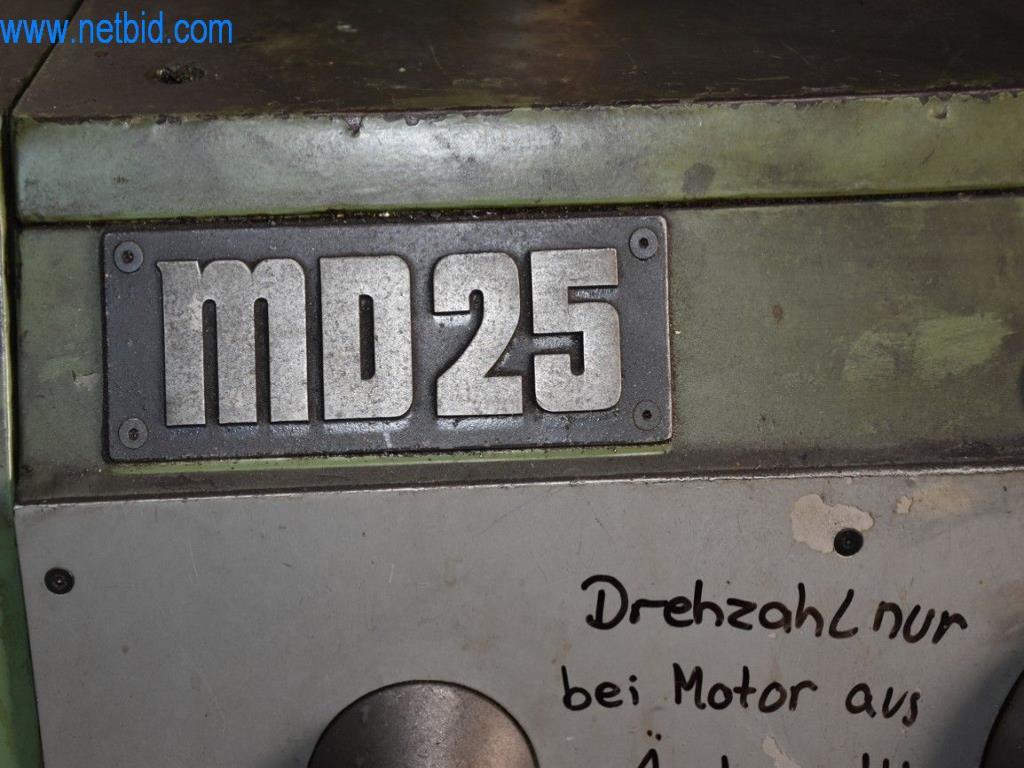 www.netbid.com
MD25
Drehzahl nur
bei Motor aus